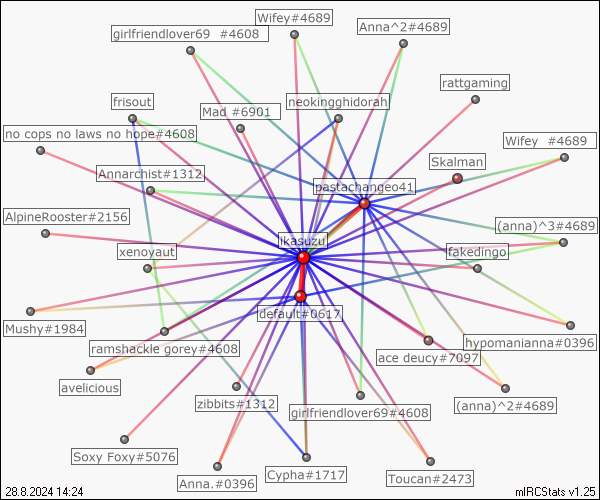 Wifey#4689
girlfriendlover69  #4608
Anna^2#4689
rattgaming
frisout
Mad #6901
neokingghidorah
no cops no laws no hope#4608
Wifey  #4689
Skalman
Annarchist#1312
pastachangeo41
AlpineRooster#2156
(anna)^3#4689
ikasuzu
xenoyaut
fakedingo
default#0617
Mushy#1984
hypomanianna#0396
ramshackle gorey#4608
ace deucy#7097
avelicious
zibbits#1312
girlfriendlover69#4608
(anna)^2#4689
Soxy Foxy#5076
Anna.#0396
Cypha#1717
Toucan#2473
28.8.2024 14:24
mIRCStats v1.25